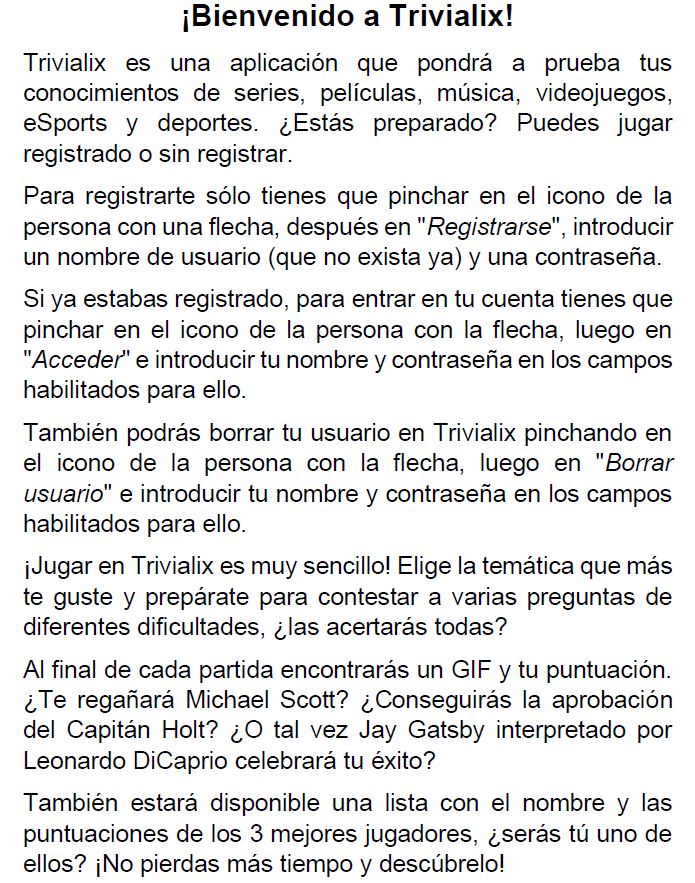 ¡Bienvenido a Trivialix!
Trivialix es una aplicación que pondrá a prueba tus
conocimientos de series, películas, música, videojuegos,
eSports y deportes. ¿Estás preparado? Puedes jugar
registrado o sin registrar.
Para registrarte sólo tienes que pinchar en el icono de la
persona con una flecha, después en "Registrarse", introducir
un nombre de usuario (que no exista ya) y una contraseña.
Si ya estabas registrado, para entrar en tu cuenta tienes que
pinchar en el icono de la persona con la flecha, luego en
"Acceder" e introducir tu nombre y contraseña en los campos
habilitados para ello.
También podrás borrar tu usuario en Trivialix pinchando en
el icono de la persona con la flecha, luego en "Borrar
usuario" e introducir tu nombre y contraseña en los campos
habilitados para ello.
¡Jugar en Trivialix es muy sencillo! Elige la temática que más
te guste y prepárate para contestar a varias preguntas de
diferentes dificultades, ¿las acertarás todas?
Al final de cada partida encontrarás un GIF y tu puntuación.
¿Te regañará Michael Scott? ¿Conseguirás la aprobación
del Capitán Holt? ¿O tal vez Jay Gatsby interpretado por
Leonardo DiCaprio celebrará tu éxito?
También estará disponible una lista con el nombre y las
puntuaciones de los 3 mejores jugadores, ¿serás tú uno de
ellos? ¡No pierdas más tiempo y descúbrelo!